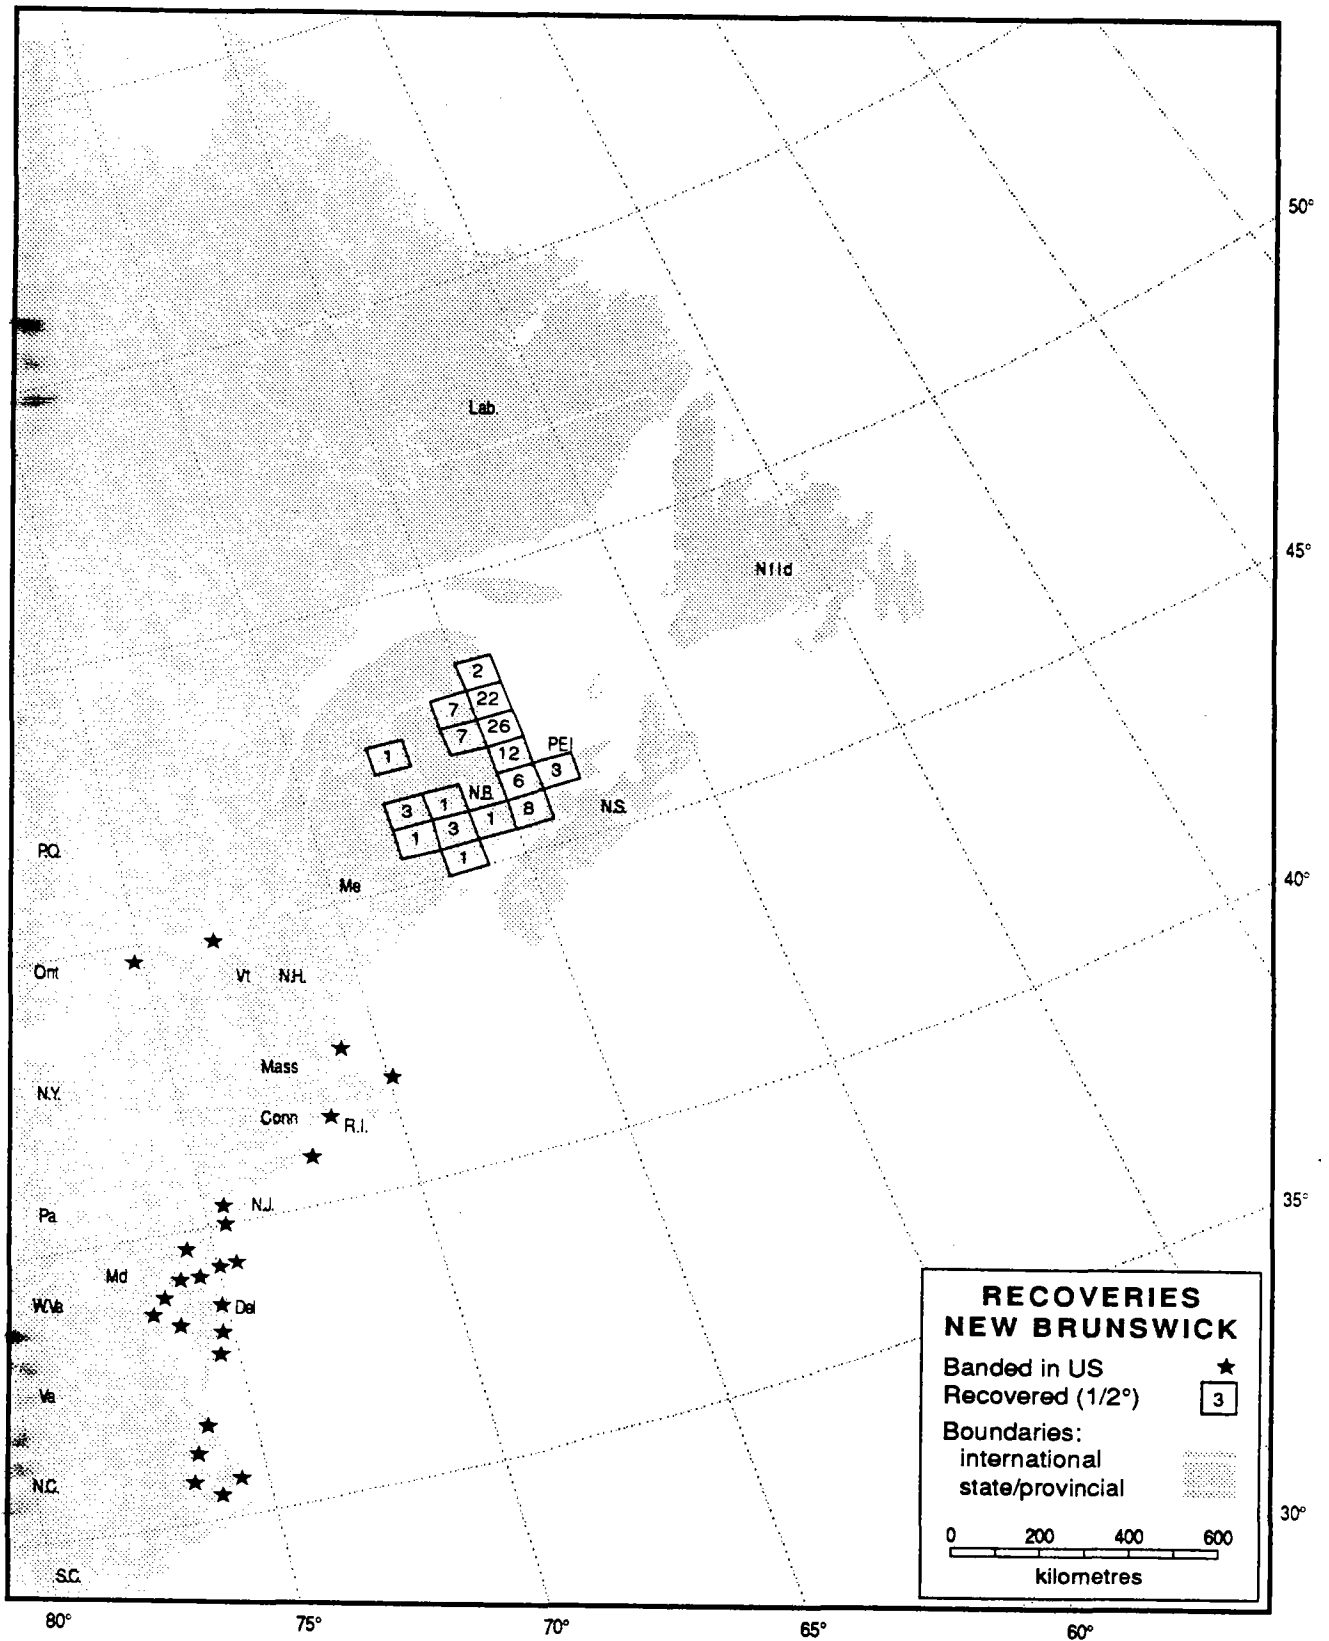 50°
Lab.
45°
Nfld
2
7 22
7 26
1
12 PEI
6 3
3 1 N.B. N.S.
1 3 1 8
1
P.Q.
Me
40°
Ont
Vt N.H.
Mass
N.Y.
Conn R.I.
35°
Pa N.J.
Md
W.Va Del
Va
N.C.
30°
S.C.
80° 75° 70° 65° 60°
RECOVERIES
NEW BRUNSWICK
Banded in US
Recovered (1/2°) 3
Boundaries:
international
state/provincial
0 200 400 600
kilometres